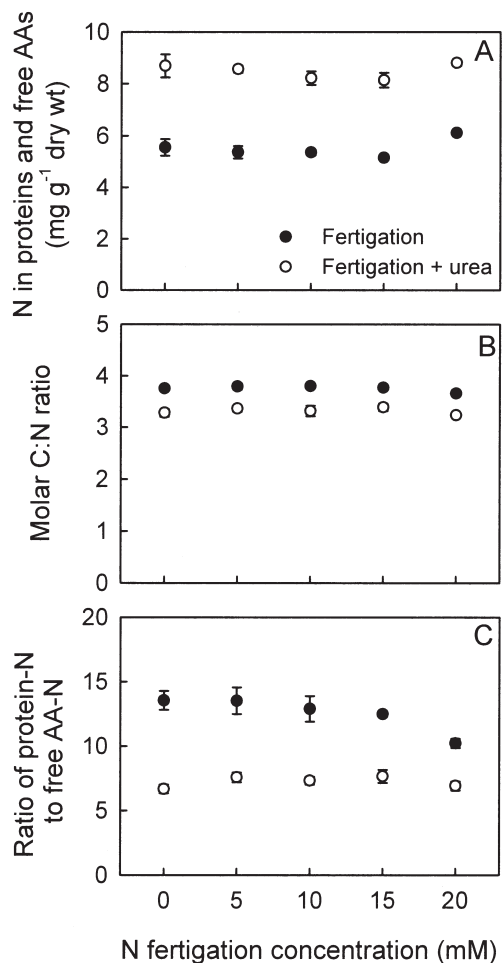 N in proteins and free AAs
(mg g⁻¹ dry wt)
10
8
6
4
2
0
A
Fertigation
Fertigation + urea
Molar C:N ratio
5
4
3
2
1
0
B
Ratio of protein-N
to free AA-N
20
15
10
5
0
C
0 5 10 15 20
N fertigation concentration (mM)